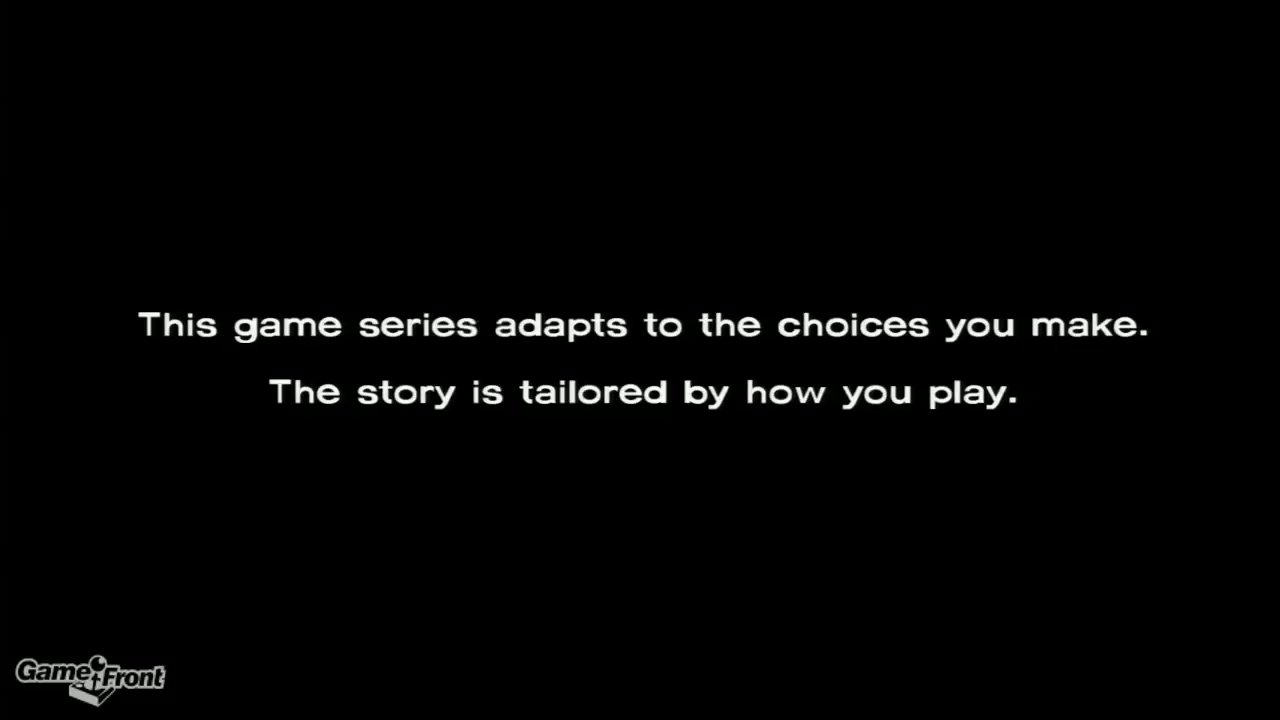 This game series adapts to the choices you make.
The story is tailored by how you play.
GameFront